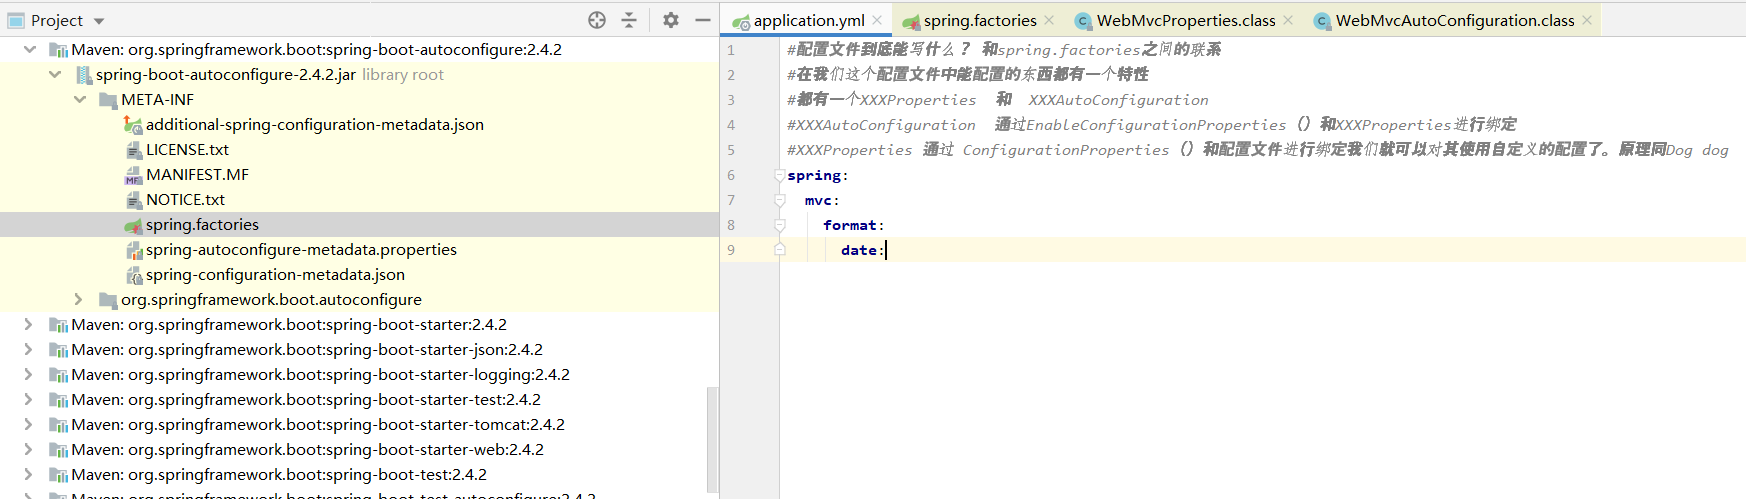 Project
Maven: org.springframework.boot:spring-boot-autoconfigure:2.4.2
spring-boot-autoconfigure-2.4.2.jar library root
META-INF
additional-spring-configuration-metadata.json
LICENSE.txt
MANIFEST.MF
NOTICE.txt
spring.factories
spring-autoconfigure-metadata.properties
spring-configuration-metadata.json
org.springframework.boot.autoconfigure
Maven: org.springframework.boot:spring-boot-starter:2.4.2
Maven: org.springframework.boot:spring-boot-starter-json:2.4.2
Maven: org.springframework.boot:spring-boot-starter-logging:2.4.2
Maven: org.springframework.boot:spring-boot-starter-test:2.4.2
Maven: org.springframework.boot:spring-boot-starter-tomcat:2.4.2
Maven: org.springframework.boot:spring-boot-starter-web:2.4.2
Maven: org.springframework.boot:spring-boot-test:2.4.2
Maven: org.springframework.boot:spring-boot-test-autoconfigure:2.4.2
application.yml spring.factories WebMvcProperties.class WebMvcAutoConfiguration.class
1 #配置文件到底能写什么？ 和spring.factories之间的联系
2 #在我们这个配置文件中能配置的东西都有一个特性
3 #都有一个XXXProperties 和 XXXAutoConfiguration
4 #XXXAutoConfiguration 通过EnableConfigurationProperties（）和XXXProperties进行绑定
5 #XXXProperties 通过 ConfigurationProperties（）和配置文件进行绑定我们就可以对其使用自定义的配置了。原理同Dog dog
6 spring:
7 mvc:
8 format:
9 date: